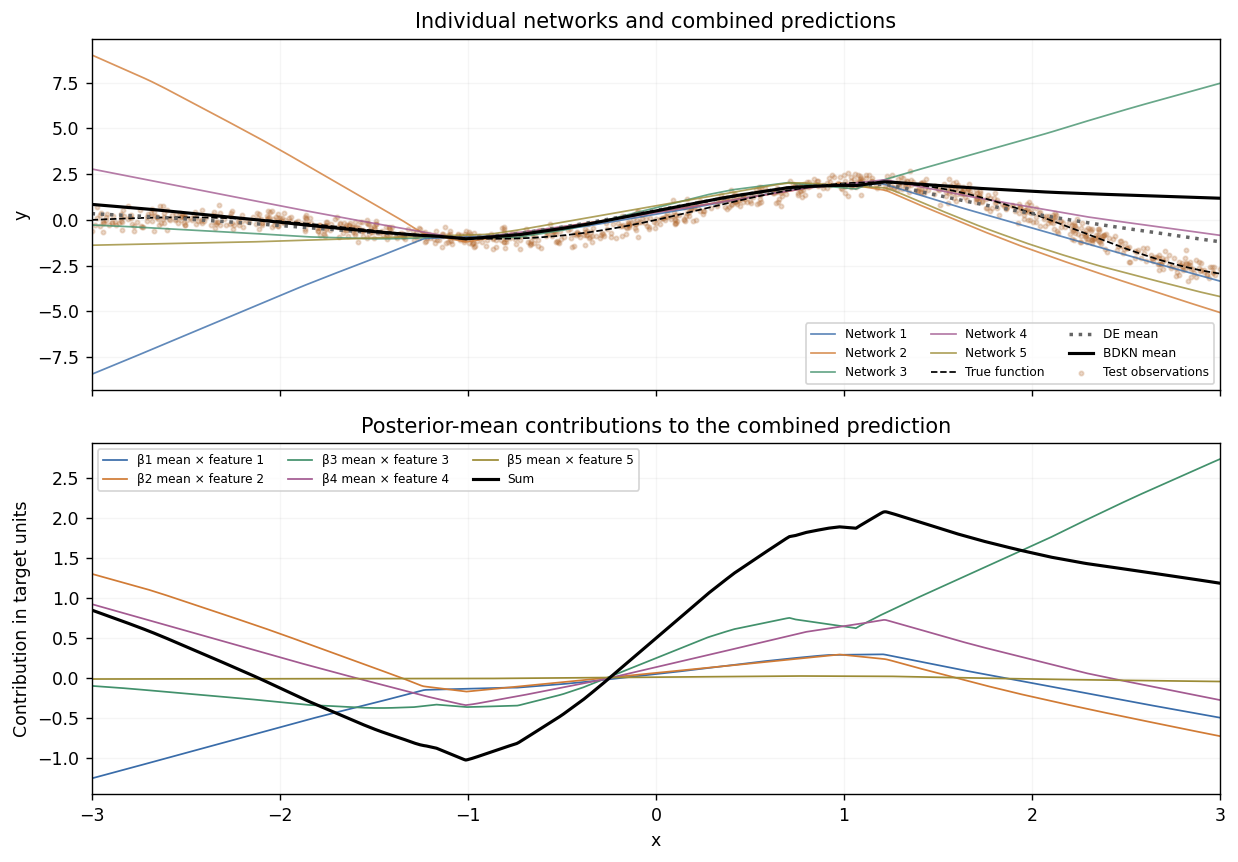 Individual networks and combined predictions
y
7.5
5.0
2.5
0.0
−2.5
−5.0
−7.5
Network 1 Network 4 DE mean
Network 2 Network 5 BDKN mean
Network 3 True function Test observations
Posterior-mean contributions to the combined prediction
Contribution in target units
β1 mean × feature 1 β3 mean × feature 3 β5 mean × feature 5
β2 mean × feature 2 β4 mean × feature 4 Sum
2.5
2.0
1.5
1.0
0.5
0.0
−0.5
−1.0
−3 −2 −1 0 1 2 3
x